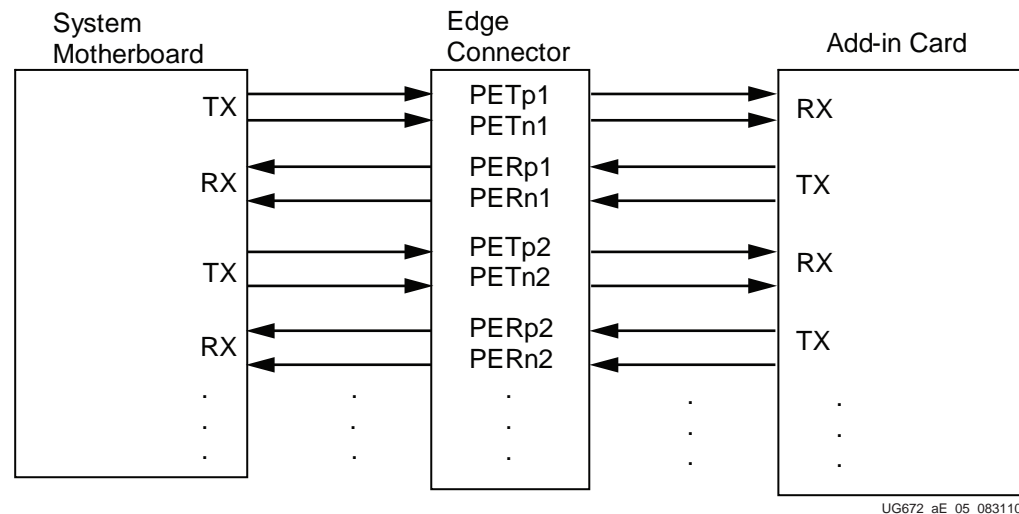 System
Motherboard
Edge
Connector
Add-in Card
TX
PETp1
PETn1
RX
RX
PERp1
PERn1
TX
TX
PETp2
PETn2
RX
RX
PERp2
PERn2
TX
UG672_aE_05_083110